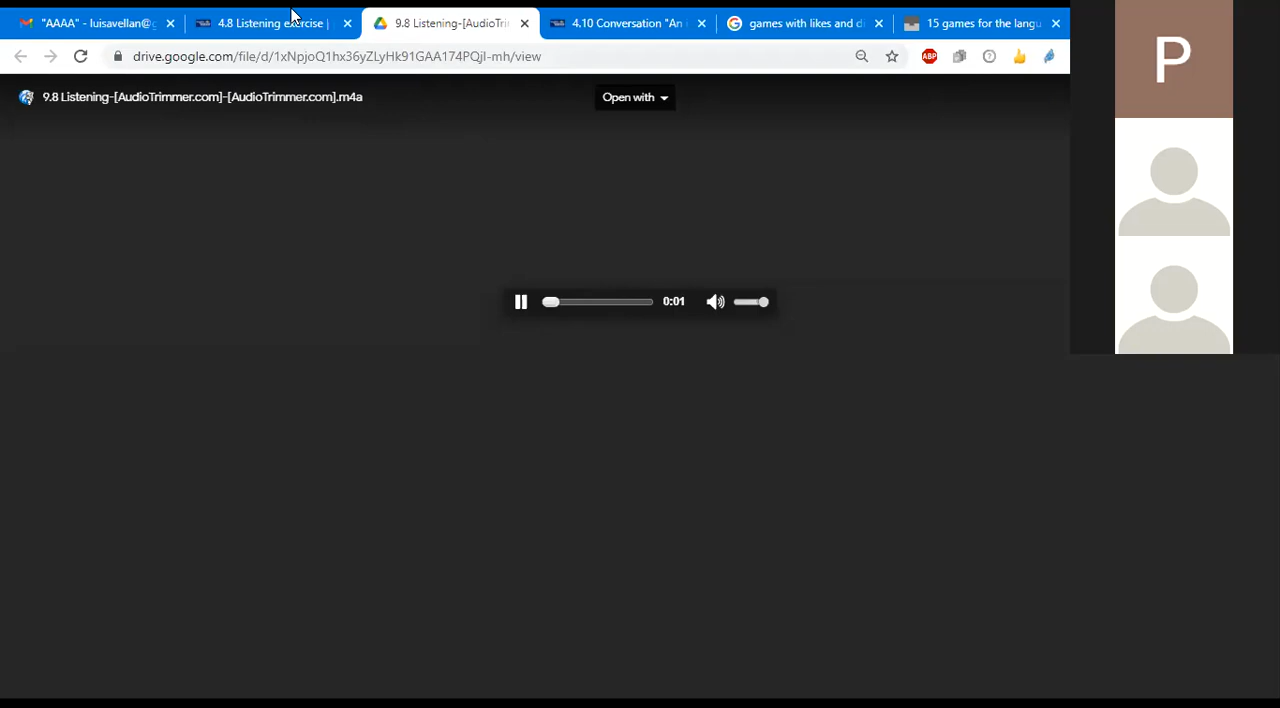 "AAAA" - luisavellan@g
4.8 Listening exercise |
9.8 Listening-[AudioTri
4.10 Conversation "An i
games with likes and di
15 games for the langu
drive.google.com/file/d/1xNpjoQ1hx36yZLyHk91GAA174PQjI-mh/view
ABP
9.8 Listening-[AudioTrimmer.com]-[AudioTrimmer.com].m4a
Open with
0:01
P